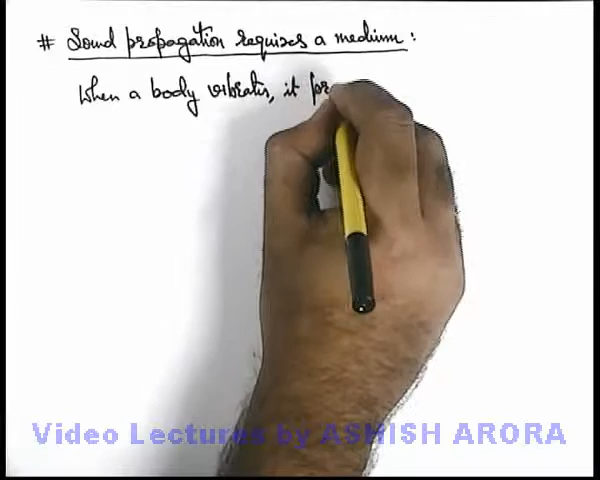 # Sound propagation requires a medium :
When a body vibrates, it
Video Lectures by ASHISH ARORA